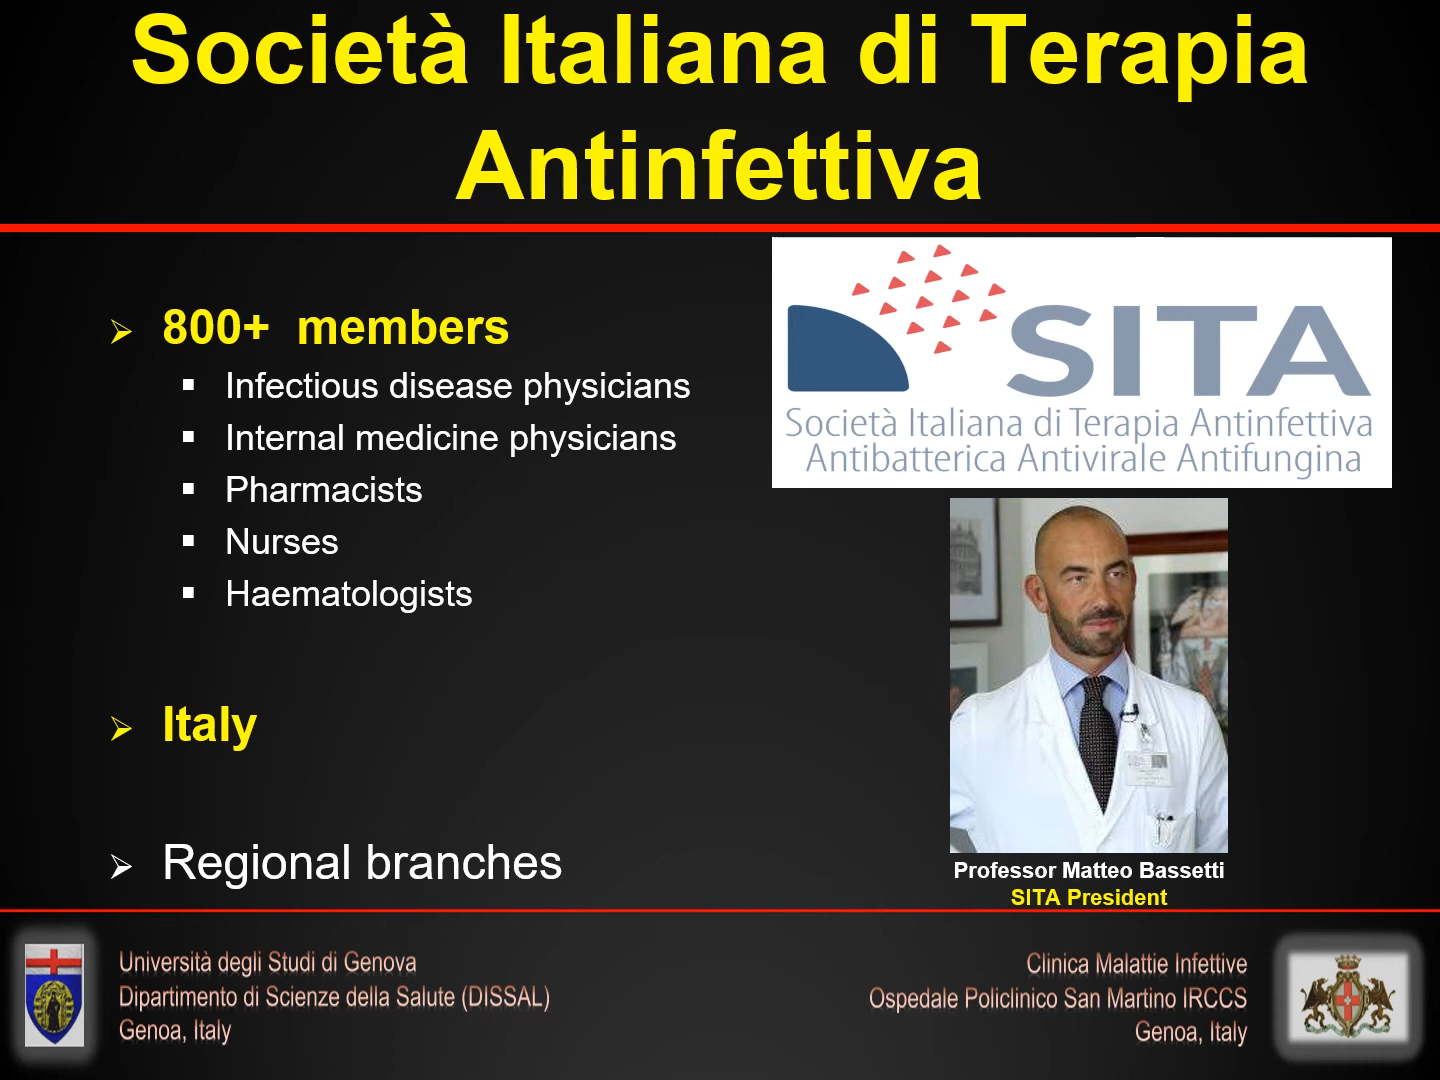 Società Italiana di Terapia
Antinfettiva
800+ members
Infectious disease physicians
Internal medicine physicians
Pharmacists
Nurses
Haematologists
Italy
Regional branches
SITA
Società Italiana di Terapia Antinfettiva
Antibatterica Antivirale Antifungina
Professor Matteo Bassetti
SITA President
Università degli Studi di Genova
Dipartimento di Scienze della Salute (DISSAL)
Genoa, Italy
Clinica Malattie Infettive
Ospedale Policlinico San Martino IRCCS
Genoa, Italy